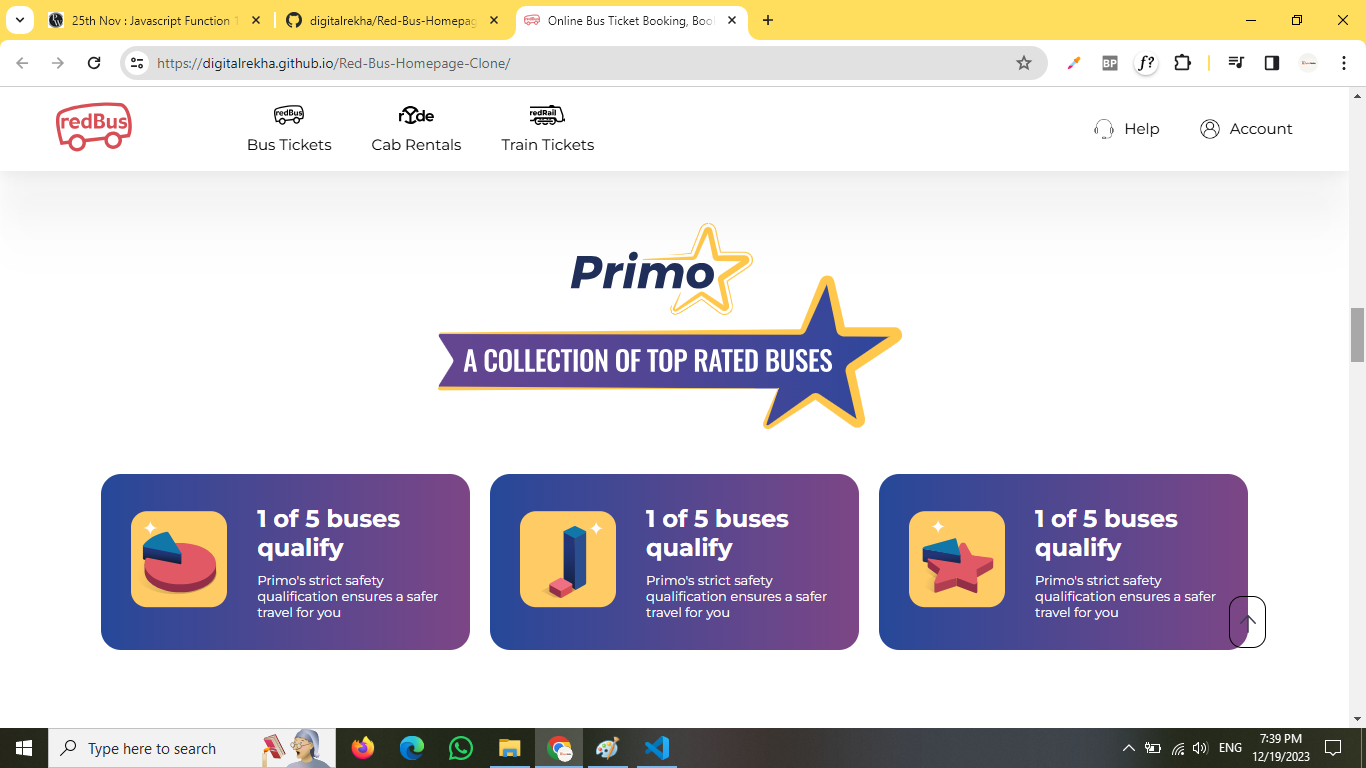 25th Nov : Javascript Function 1
digitalrekha/Red-Bus-Homepag
Online Bus Ticket Booking, Boo
https://digitalrekha.github.io/Red-Bus-Homepage-Clone/
BP
f?
redBus
redBus
Bus Tickets
ryde
Cab Rentals
redRail
Train Tickets
Help
Account
Primo
A COLLECTION OF TOP RATED BUSES
1 of 5 buses
qualify
Primo's strict safety
qualification ensures a safer
travel for you
1 of 5 buses
qualify
Primo's strict safety
qualification ensures a safer
travel for you
1 of 5 buses
qualify
Primo's strict safety
qualification ensures a safer
travel for you
Type here to search
ENG
7:39 PM
12/19/2023